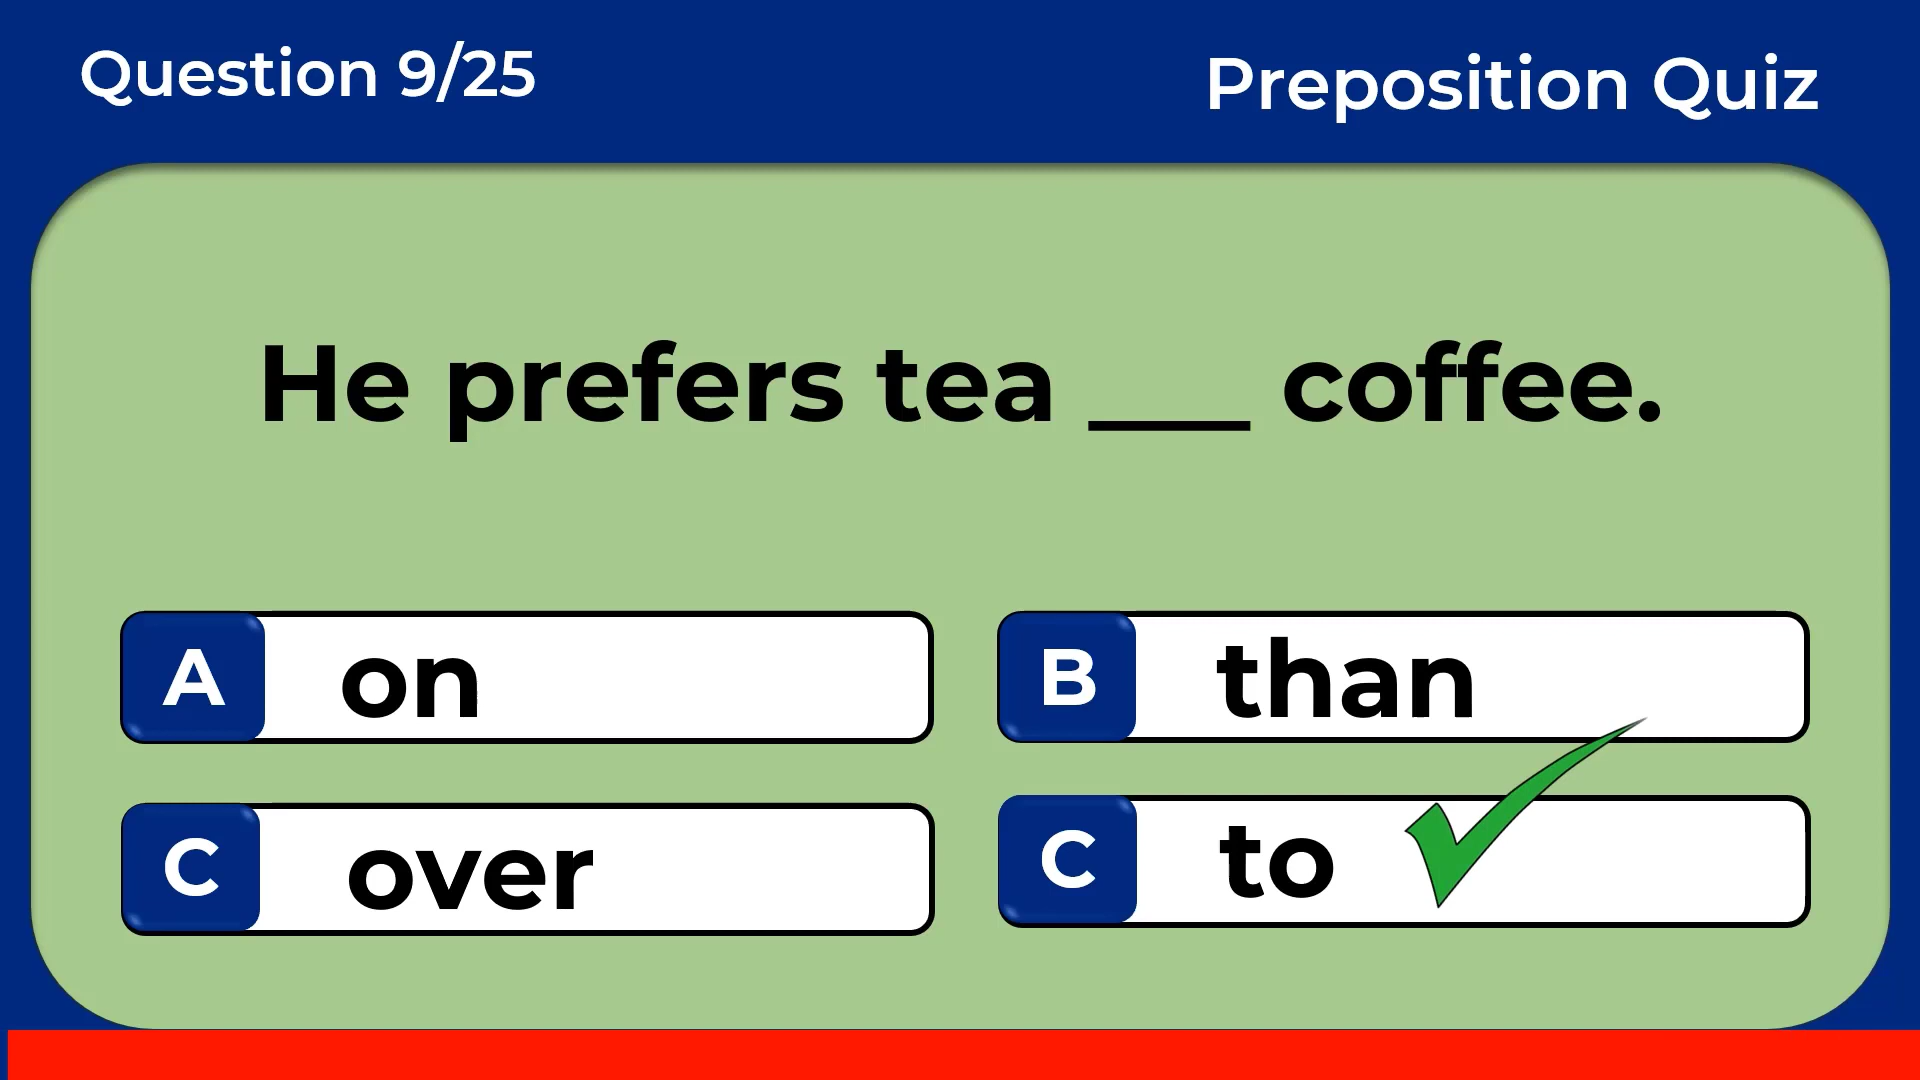 Question 9/25
Preposition Quiz
He prefers tea ___ coffee.
A on
B than
C over
C to